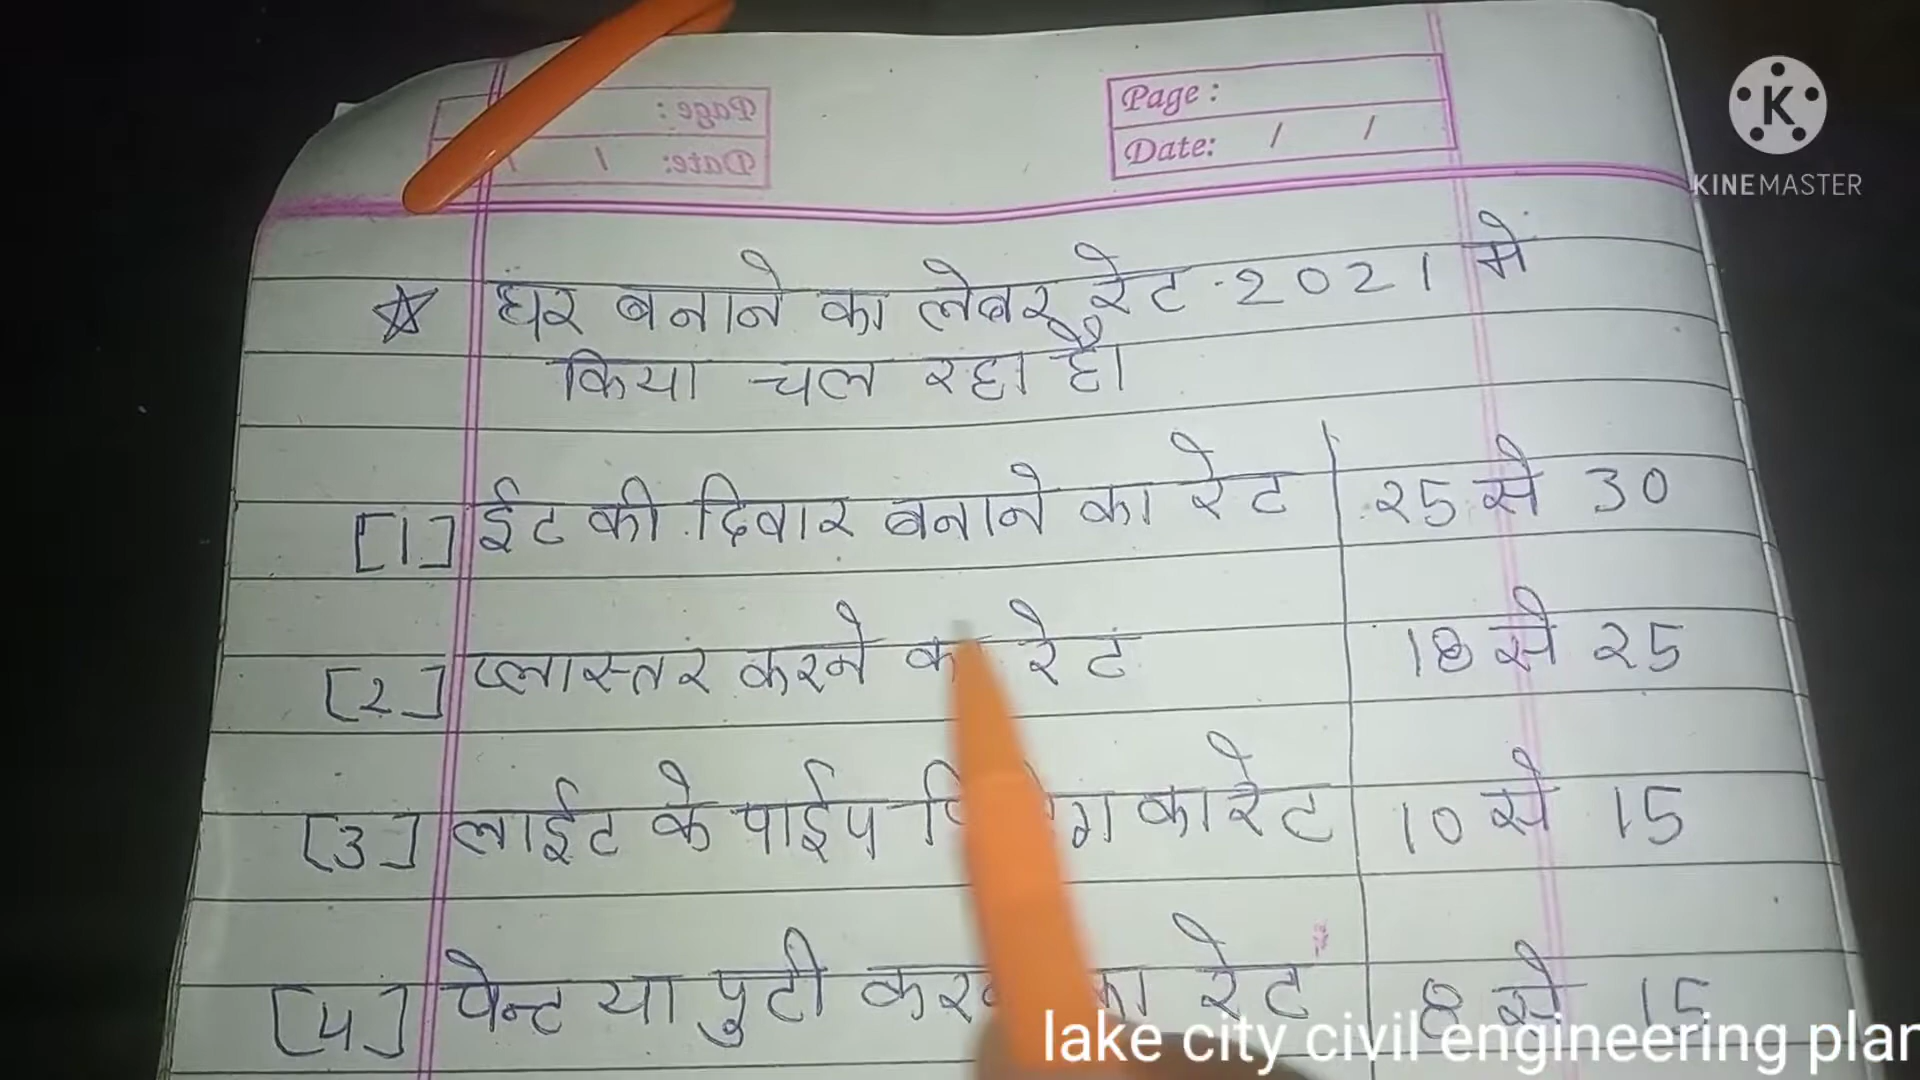 Page :
Date: / /
Page :
Date: / /
K
KINEMASTER
☆ घर बनाने का लेबर रेट 2021 मे
किया चल रहा है।
[1] ईट की दिवार बनाने का रेट 25 से 30
[2] प्लास्तर करने का रेट 18 से 25
[3] लाईट के पाईप का रेट 10 से 15
[4] पेन्ट या पुटी का रेट 8 से 15
lake city civil engineering plan